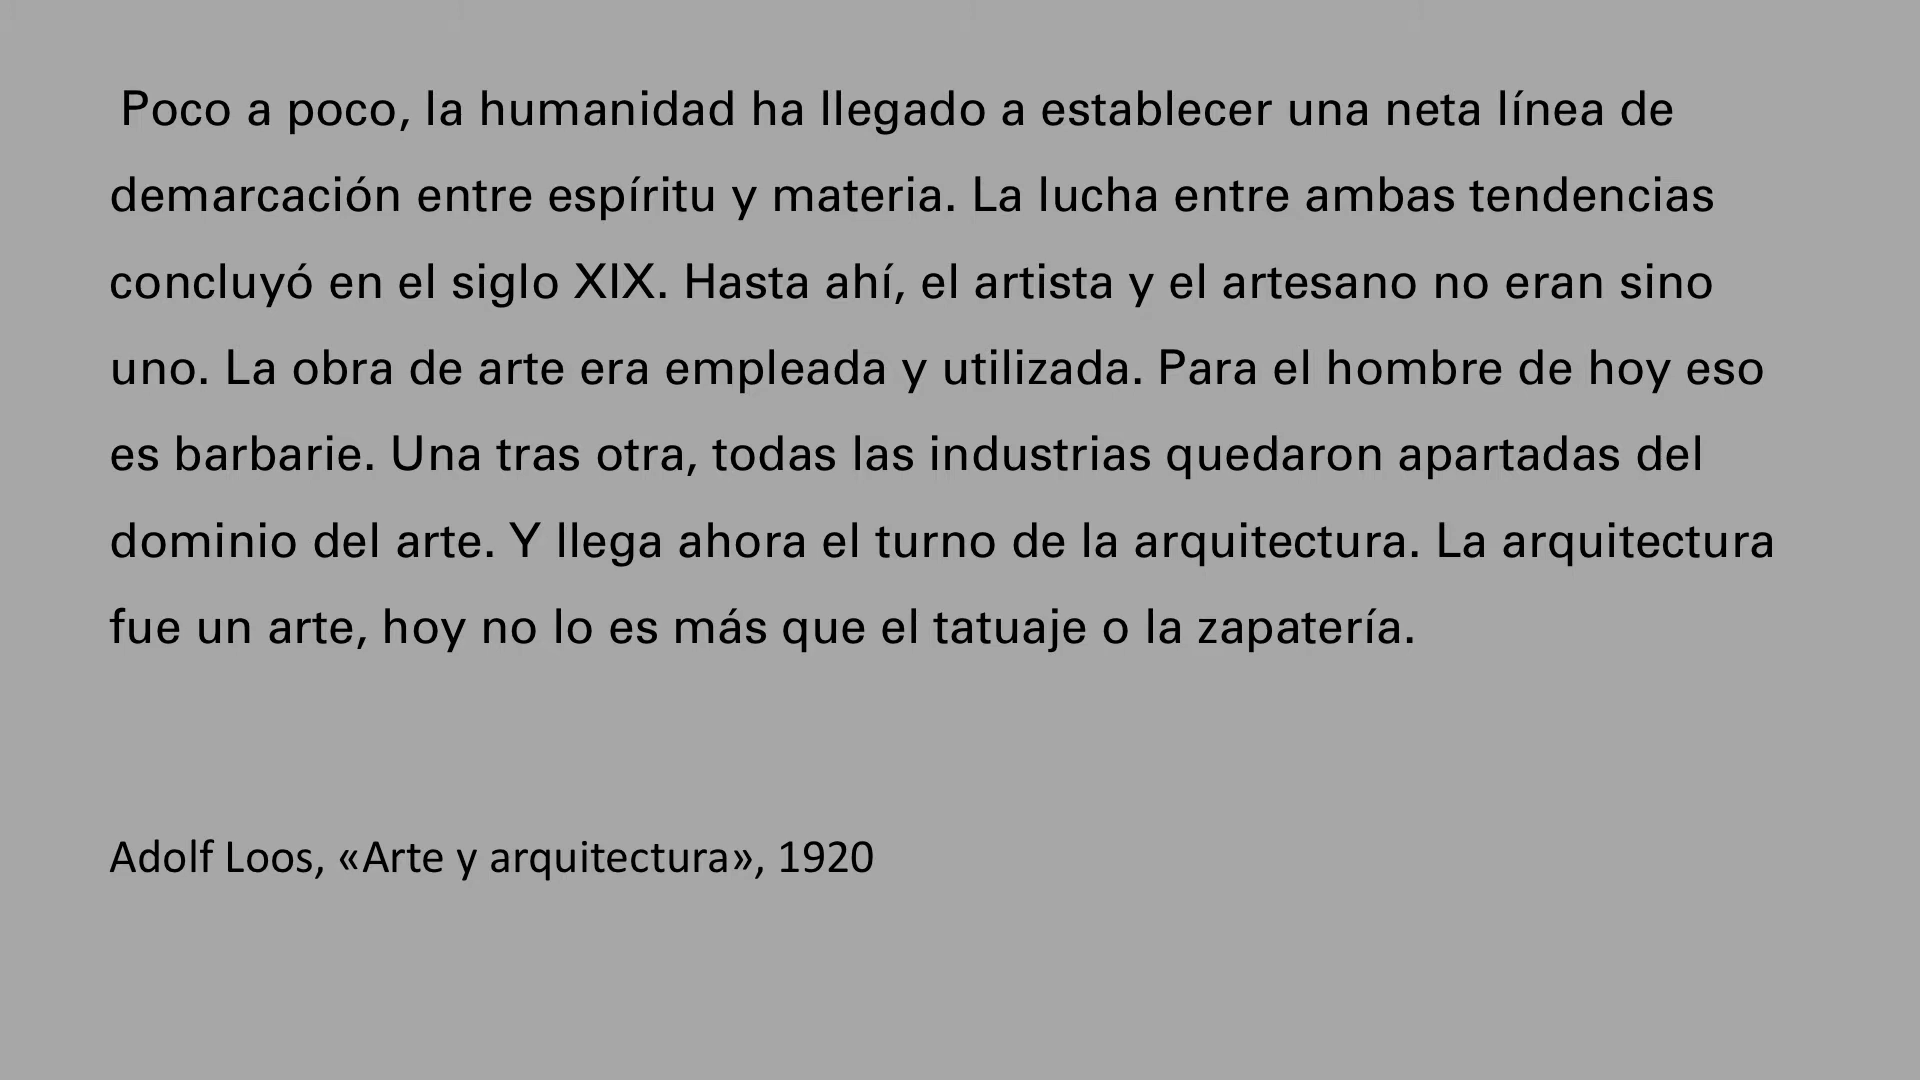 Poco a poco, la humanidad ha llegado a establecer una neta línea de
demarcación entre espíritu y materia. La lucha entre ambas tendencias
concluyó en el siglo XIX. Hasta ahí, el artista y el artesano no eran sino
uno. La obra de arte era empleada y utilizada. Para el hombre de hoy eso
es barbarie. Una tras otra, todas las industrias quedaron apartadas del
dominio del arte. Y llega ahora el turno de la arquitectura. La arquitectura
fue un arte, hoy no lo es más que el tatuaje o la zapatería.
Adolf Loos, «Arte y arquitectura», 1920